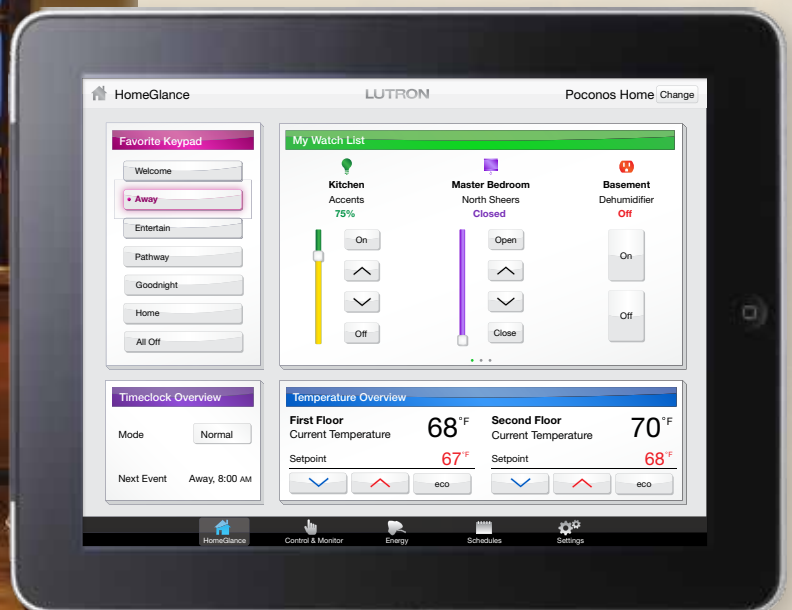 HomeGlance
LUTRON
Poconos Home Change
Favorite Keypad
Welcome
• Away
Entertain
Pathway
Goodnight
Home
All Off
My Watch List
Kitchen
Accents
75%
On
Off
Master Bedroom
North Sheers
Closed
Open
Close
Basement
Dehumidifier
Off
On
Off
Timeclock Overview
Mode Normal
Next Event Away, 8:00 AM
Temperature Overview
First Floor
Current Temperature
68°F
Setpoint 67°F
eco
Second Floor
Current Temperature
70°F
Setpoint 68°F
eco
HomeGlance Control & Monitor Energy Schedules Settings